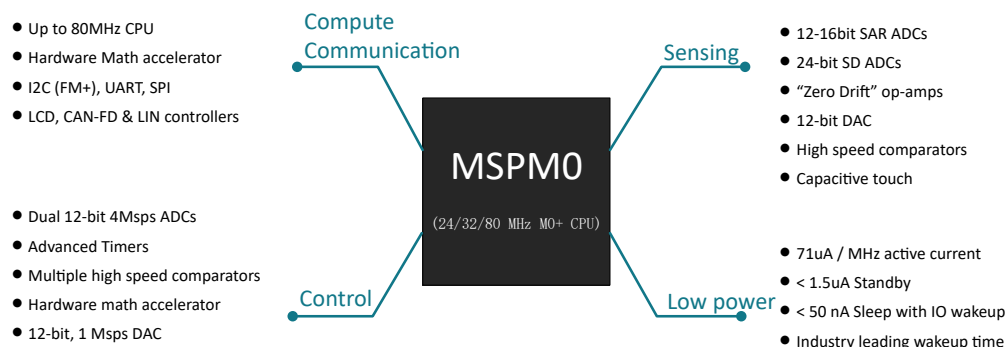 Compute
Communication
Up to 80MHz CPU
Hardware Math accelerator
I2C (FM+), UART, SPI
LCD, CAN-FD & LIN controllers
Sensing
12-16bit SAR ADCs
24-bit SD ADCs
“Zero Drift” op-amps
12-bit DAC
High speed comparators
Capacitive touch
MSPM0
(24/32/80 MHz M0+ CPU)
Control
Dual 12-bit 4Msps ADCs
Advanced Timers
Multiple high speed comparators
Hardware math accelerator
12-bit, 1 Msps DAC
Low power
71uA / MHz active current
< 1.5uA Standby
< 50 nA Sleep with IO wakeup
Industry leading wakeup time